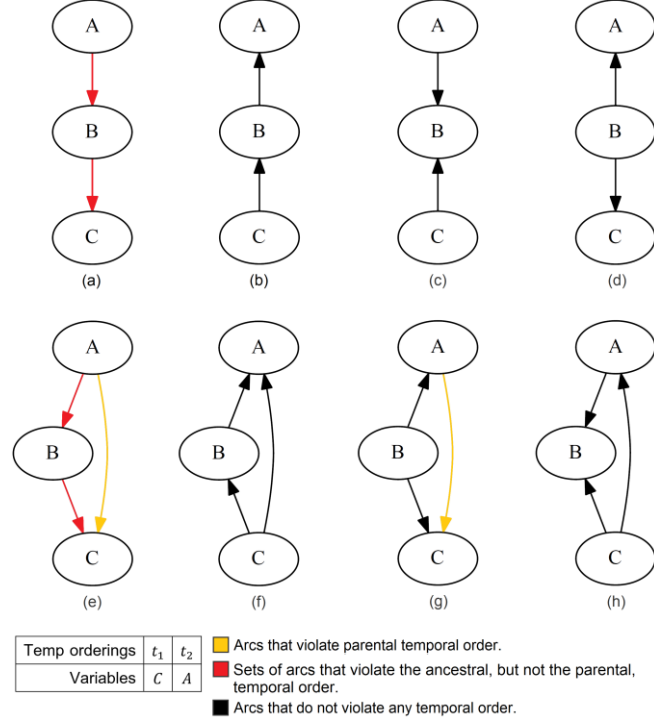 A
A
A
A
B
B
B
B
C
C
C
C
(a)
(b)
(c)
(d)
A
A
A
A
B
B
B
B
C
C
C
C
(e)
(f)
(g)
(h)
Temp orderings t₁ t₂
Variables C A
Arcs that violate parental temporal order.
Sets of arcs that violate the ancestral, but not the parental,
temporal order.
Arcs that do not violate any temporal order.